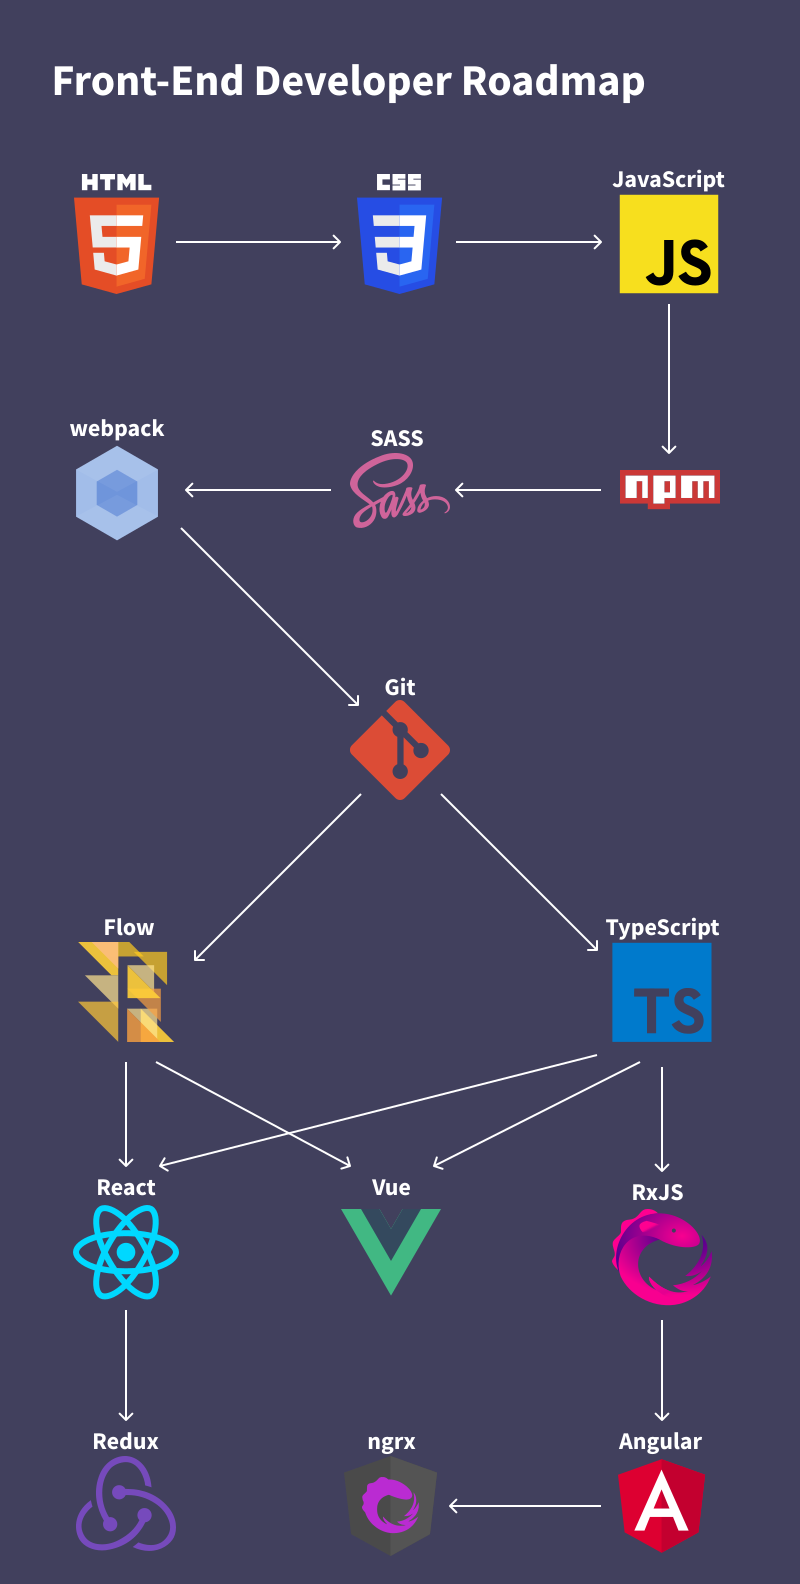 Front-End Developer Roadmap
HTML
CSS
JavaScript
5
3
JS
webpack
SASS
Sass
npm
Git
Flow
TypeScript
TS
React
Vue
RxJS
Redux
ngrx
Angular
A